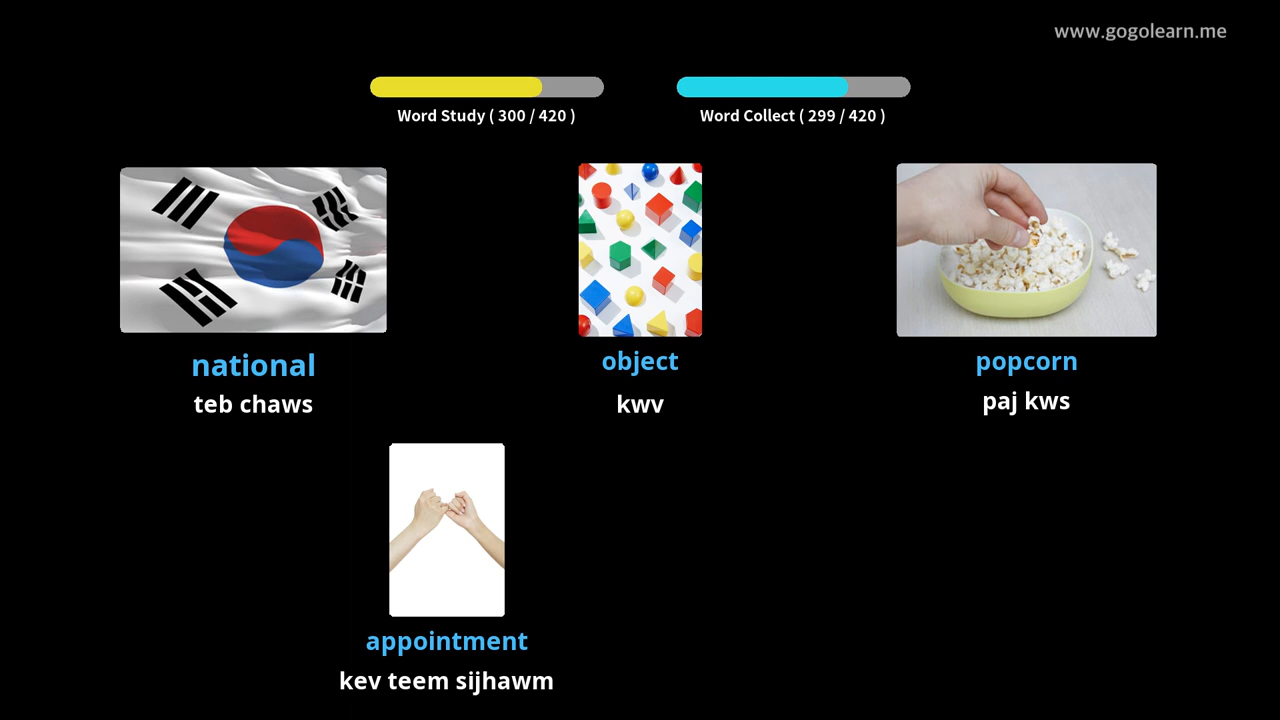 www.gogolearn.me
Word Study ( 300 / 420 )
Word Collect ( 299 / 420 )
national
teb chaws
object
kwv
popcorn
paj kws
appointment
kev teem sijhawm